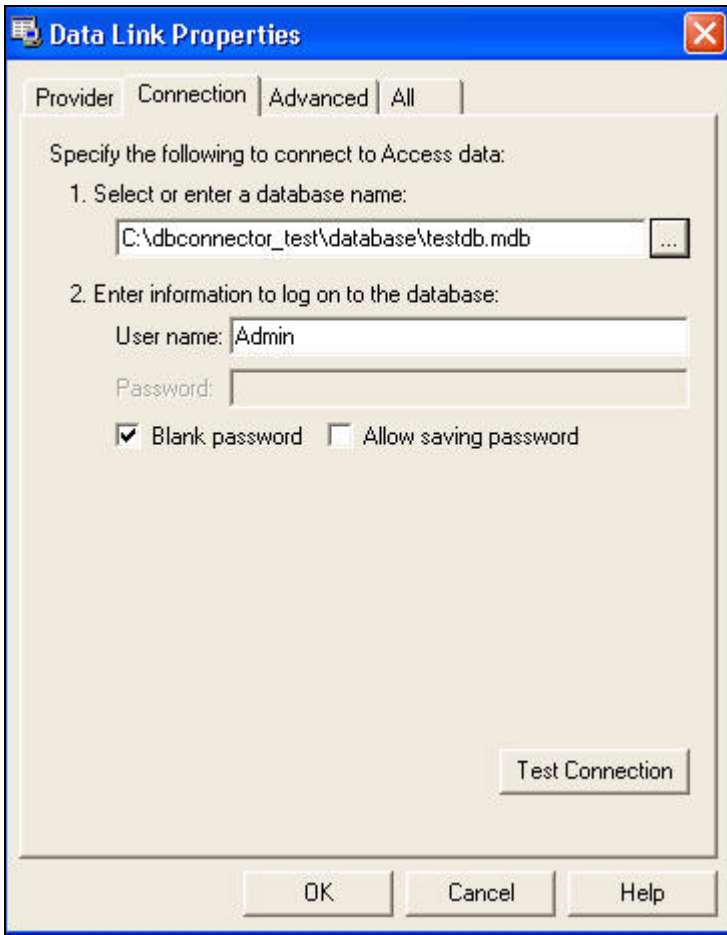 Data Link Properties
Provider Connection Advanced All
Specify the following to connect to Access data:
1. Select or enter a database name:
C:\dbconnector_test\database\testdb.mdb ...
2. Enter information to log on to the database:
User name: Admin
Password:
Blank password Allow saving password
Test Connection
OK Cancel Help